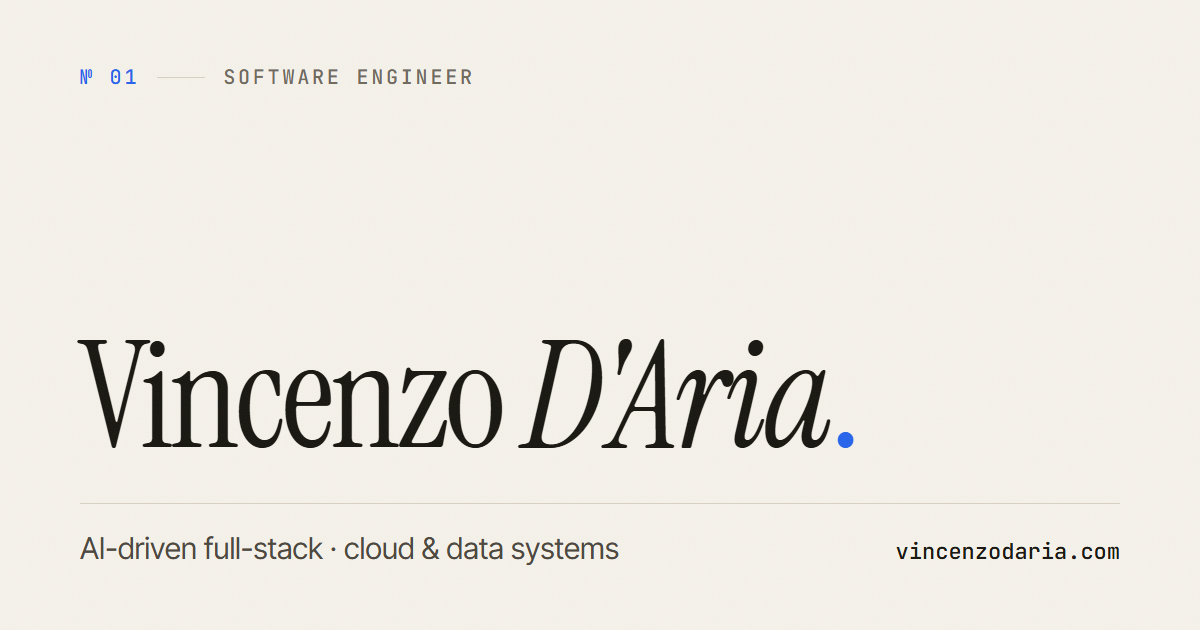 № 01 — SOFTWARE ENGINEER
Vincenzo D'Aria.
AI-driven full-stack · cloud & data systems
vincenzodaria.com